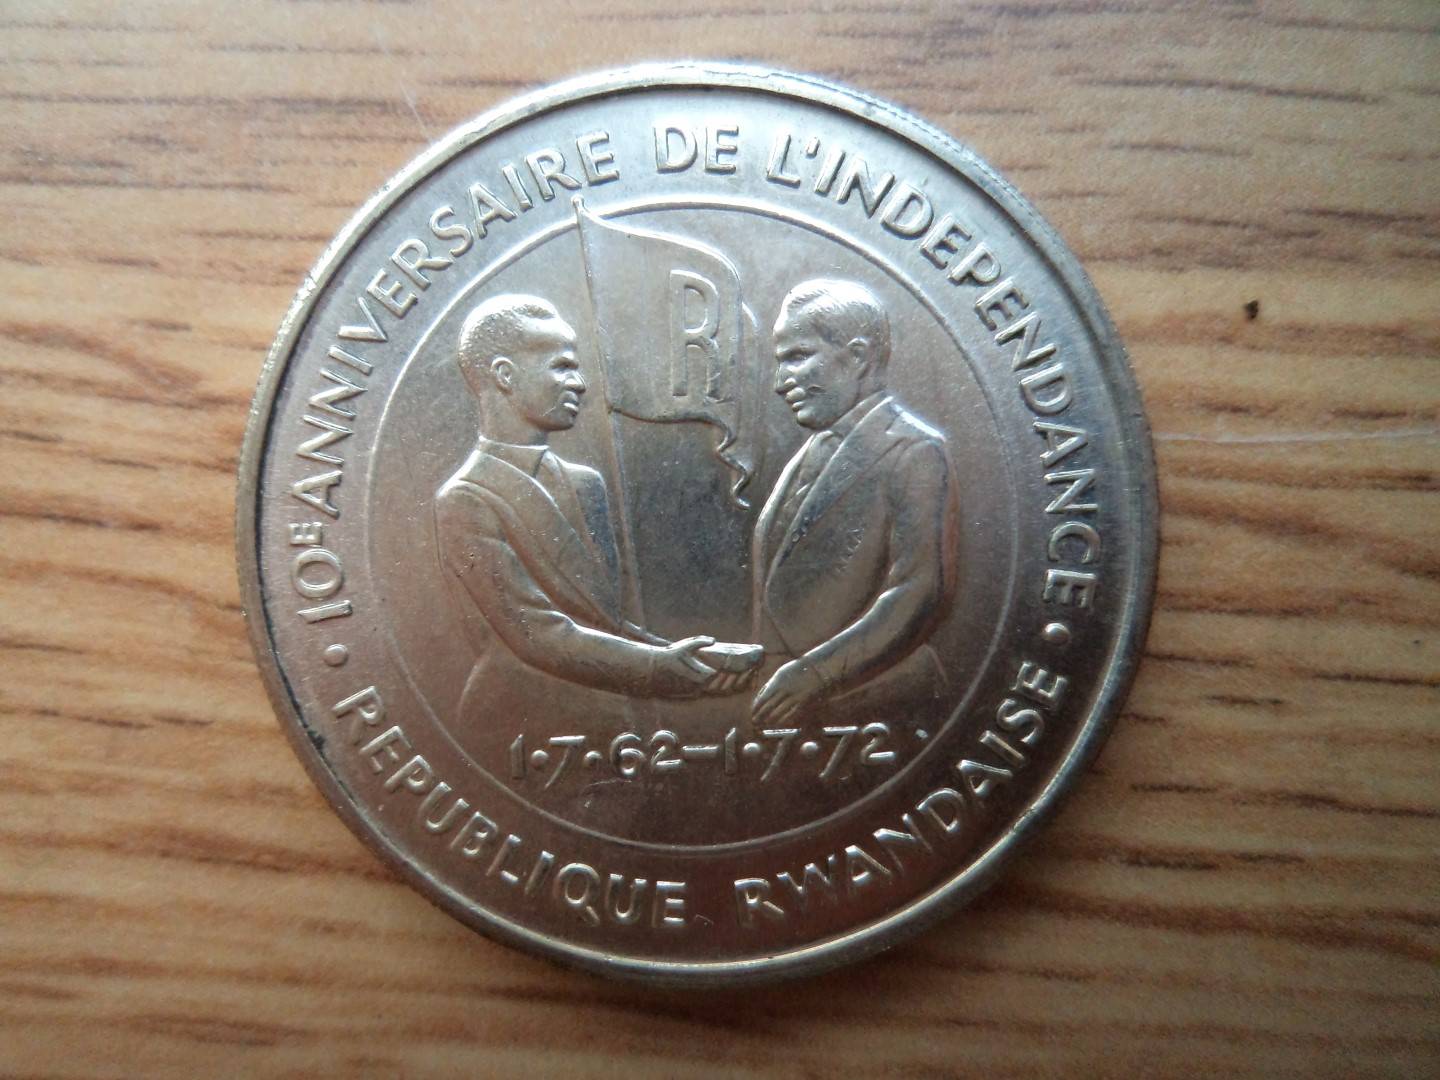 10E ANNIVERSAIRE DE L'INDEPENDANCE
R
1·7·62–1·7·72
• REPUBLIQUE RWANDAISE •